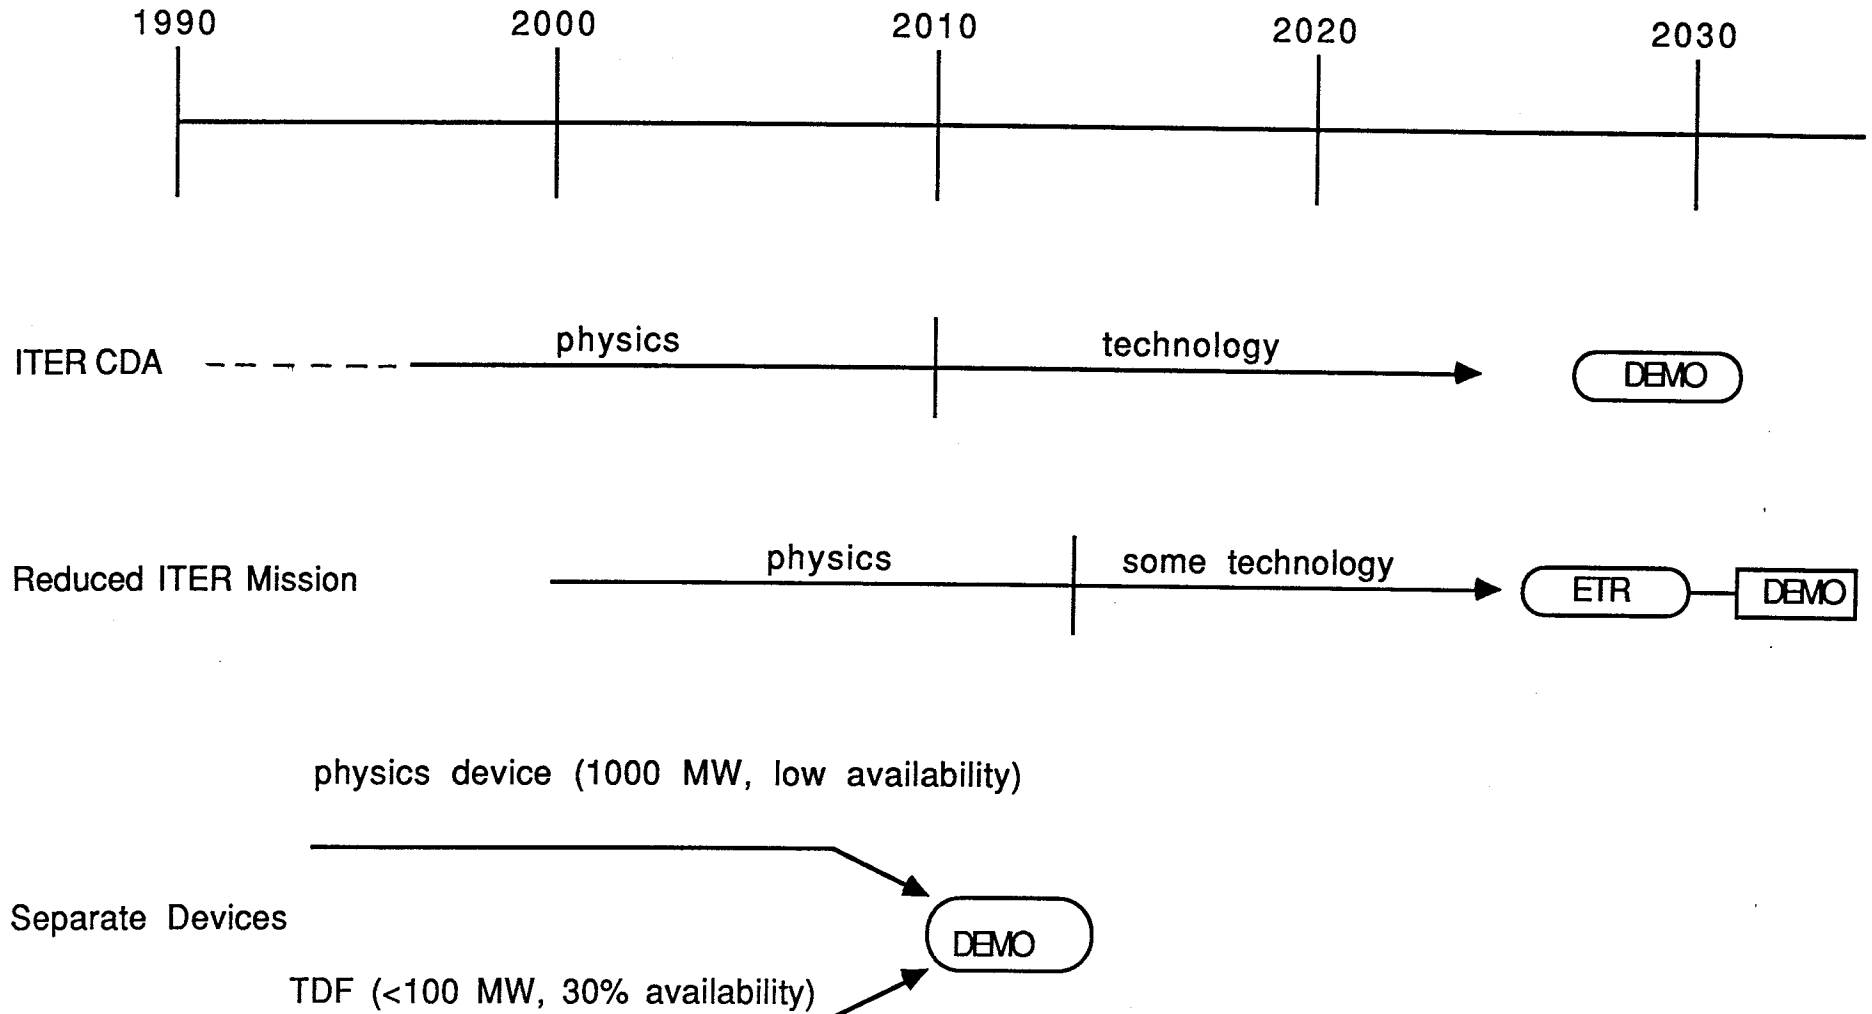 1990 2000 2010 2020 2030
physics technology
ITER CDA DEMO
physics some technology
Reduced ITER Mission ETR DEMO
physics device (1000 MW, low availability)
Separate Devices
DEMO
TDF (<100 MW, 30% availability)